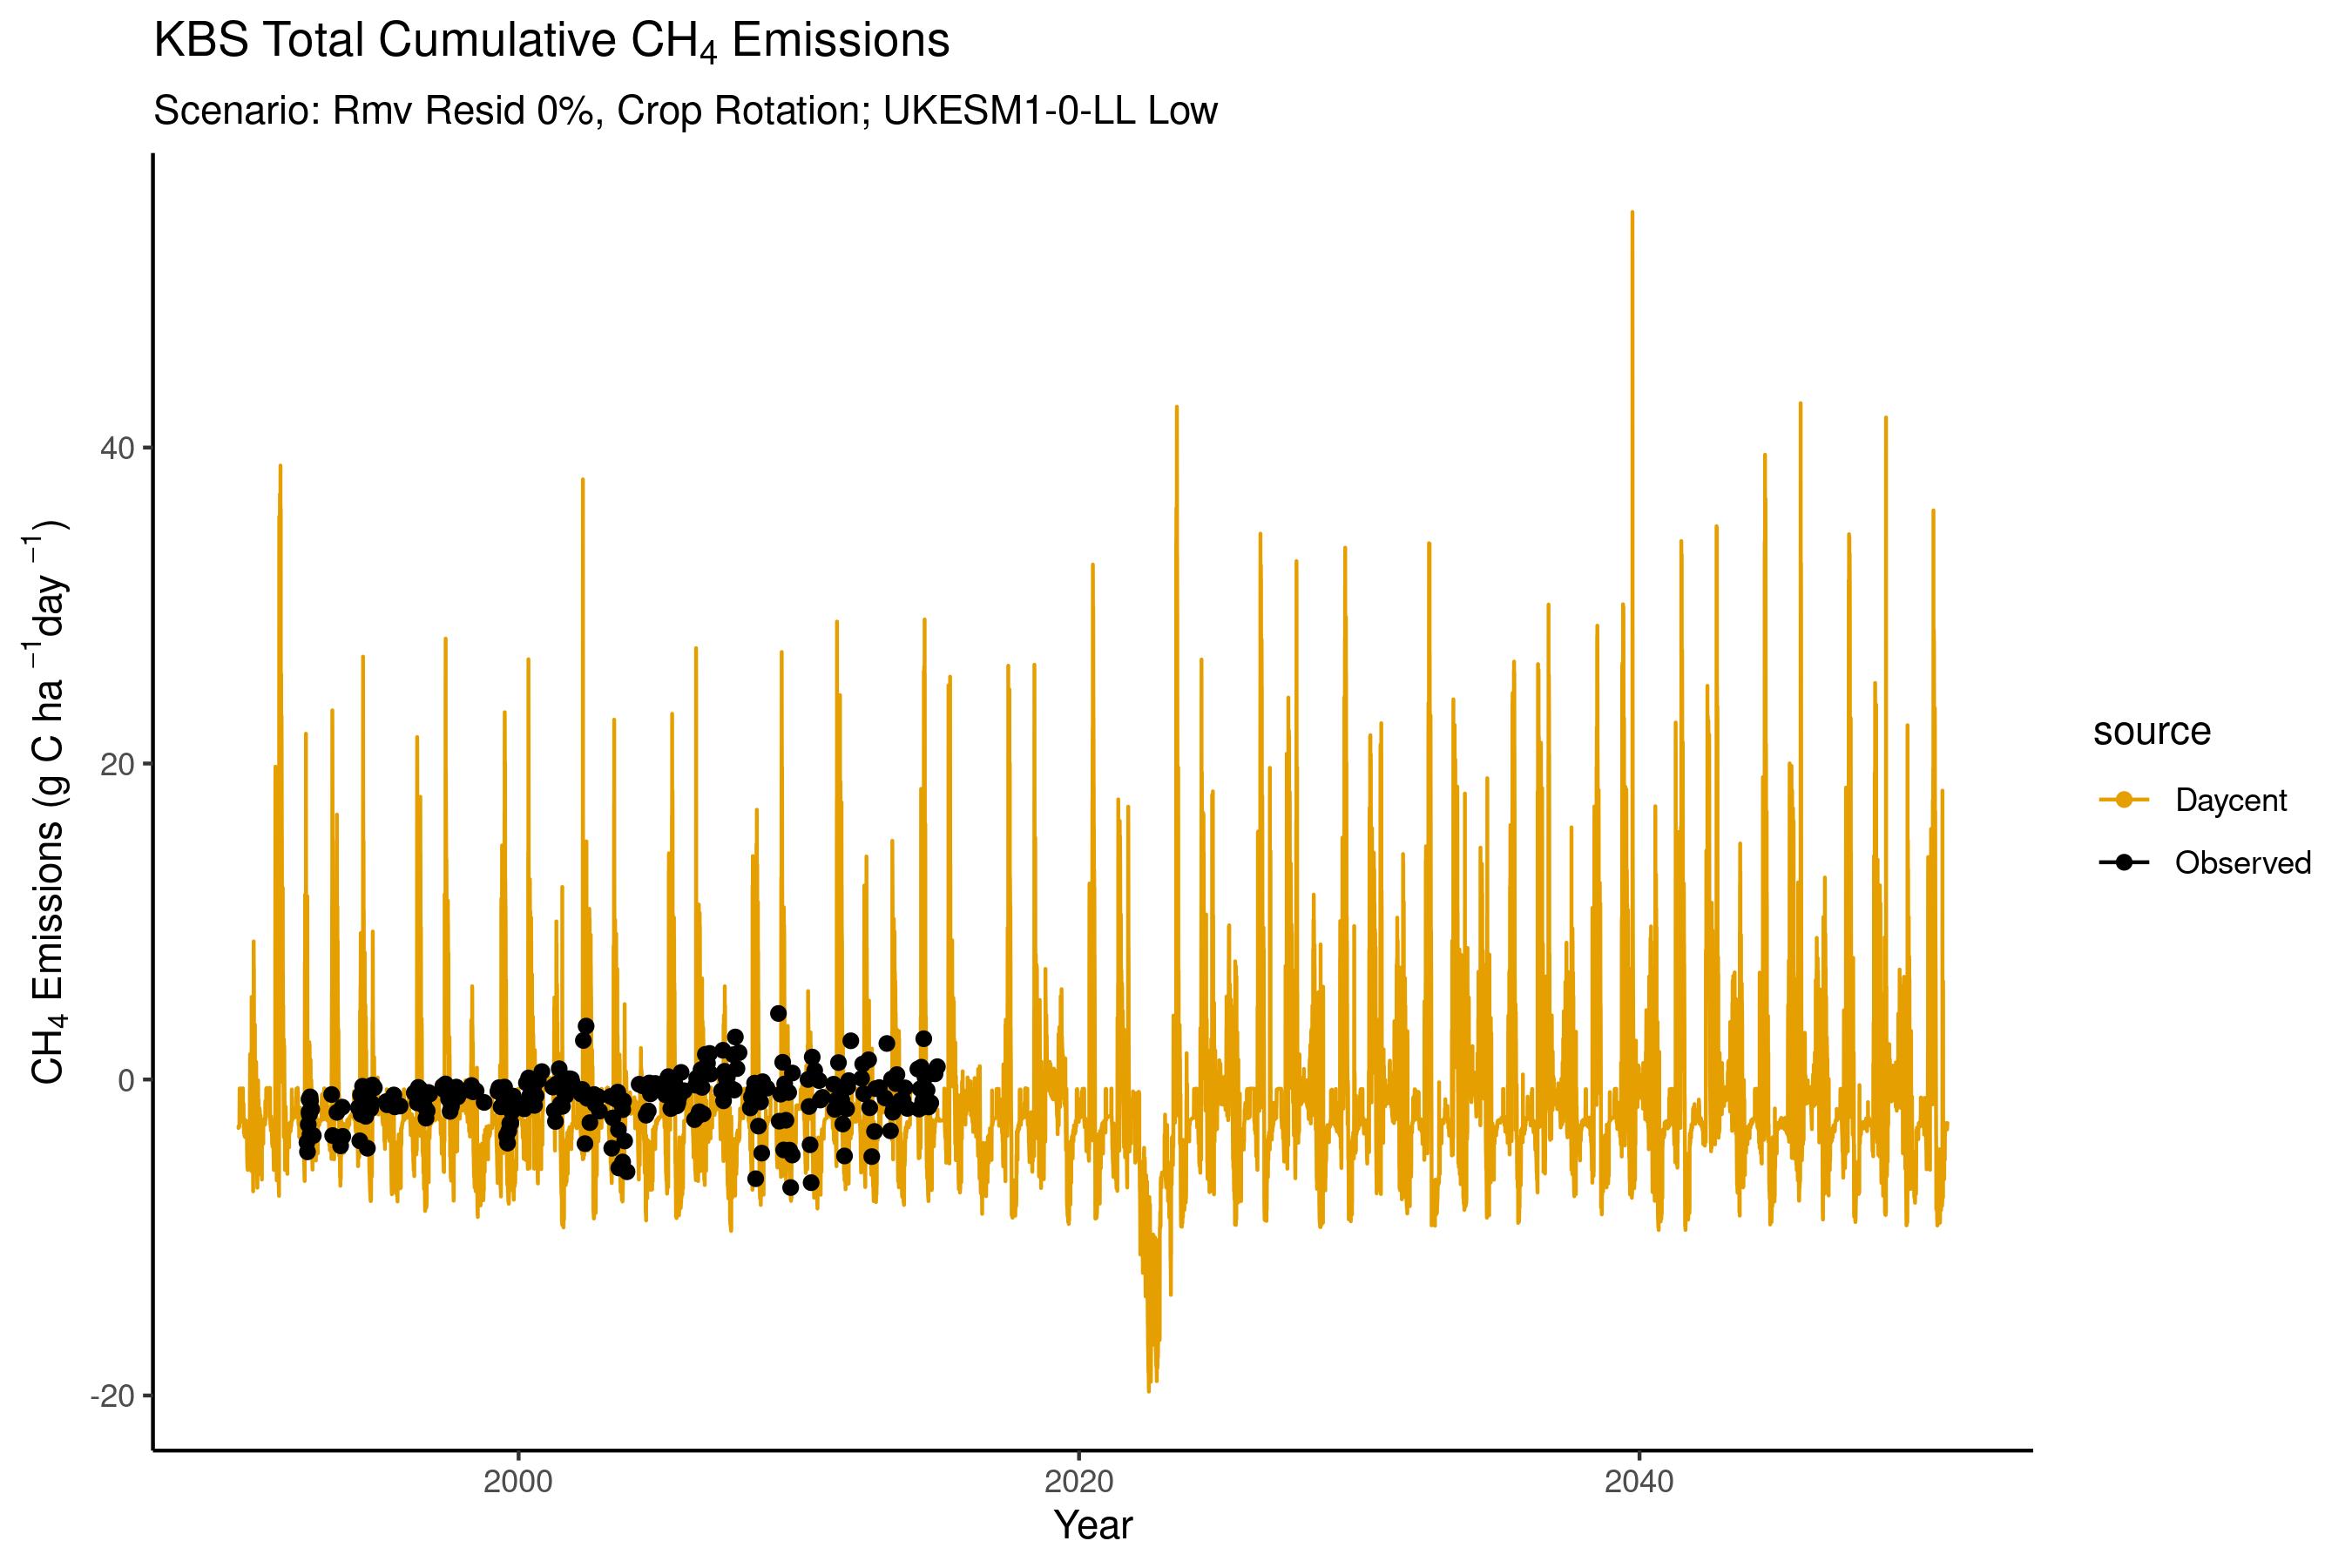 KBS Total Cumulative CH₄ Emissions
Scenario: Rmv Resid 0%, Crop Rotation; UKESM1-0-LL Low
CH₄ Emissions (g C ha ⁻¹day ⁻¹)
40
20
0
-20
2000
2020
2040
Year
source
Daycent
Observed